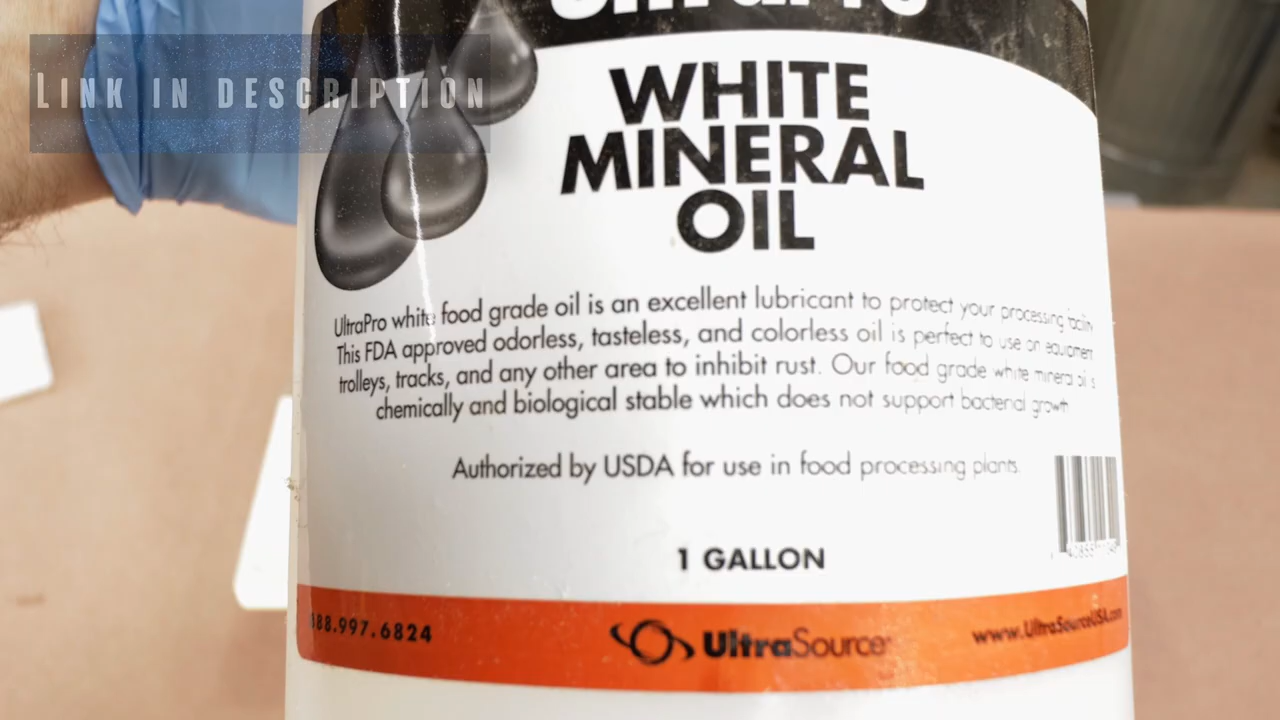 LINK IN DESCRIPTION
WHITE
MINERAL
OIL
UltraPro white food grade oil is an excellent lubricant to protect your processing
This FDA approved odorless, tasteless, and colorless oil is perfect to use on
trolleys, tracks, and any other area to inhibit rust. Our food grade white mineral oil is
chemically and biological stable which does not support bacterial growth
Authorized by USDA for use in food processing plants.
1 GALLON
88.997.6824
UltraSource
www.UltraSourceUSA.com